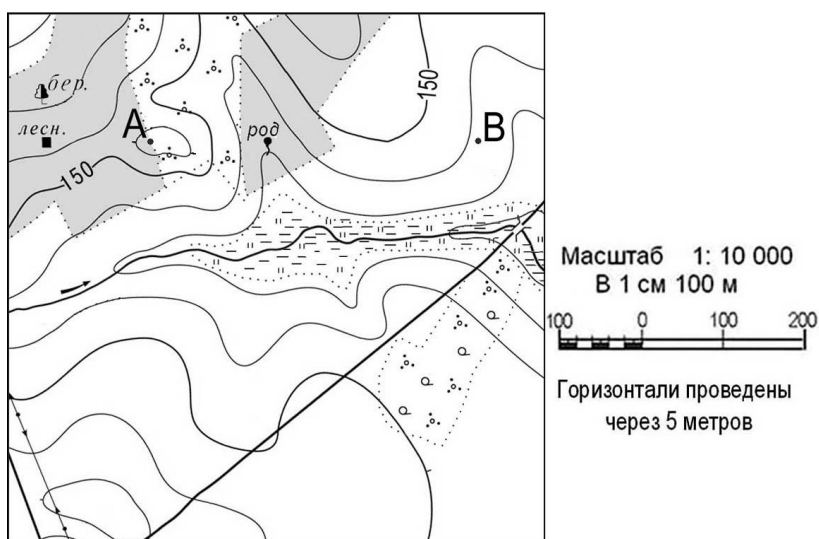 150
бер.
лесн.
А
род
В
150
Масштаб 1: 10 000
В 1 см 100 м
100 0 100 200
Горизонтали проведены
через 5 метров